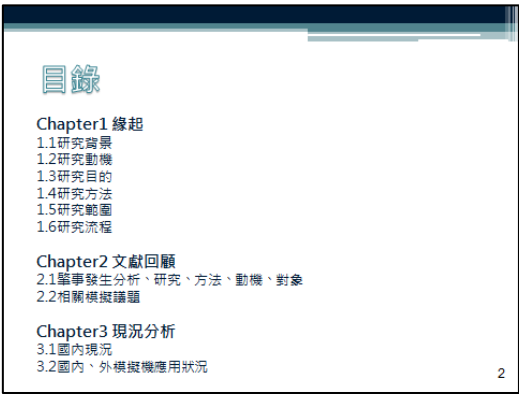 目錄
Chapter1 緣起
1.1研究背景
1.2研究動機
1.3研究目的
1.4研究方法
1.5研究範圍
1.6研究流程
Chapter2 文獻回顧
2.1肇事發生分析、研究、方法、動機、對象
2.2相關模擬議題
Chapter3 現況分析
3.1國內現況
3.2國內、外模擬機應用狀況
2